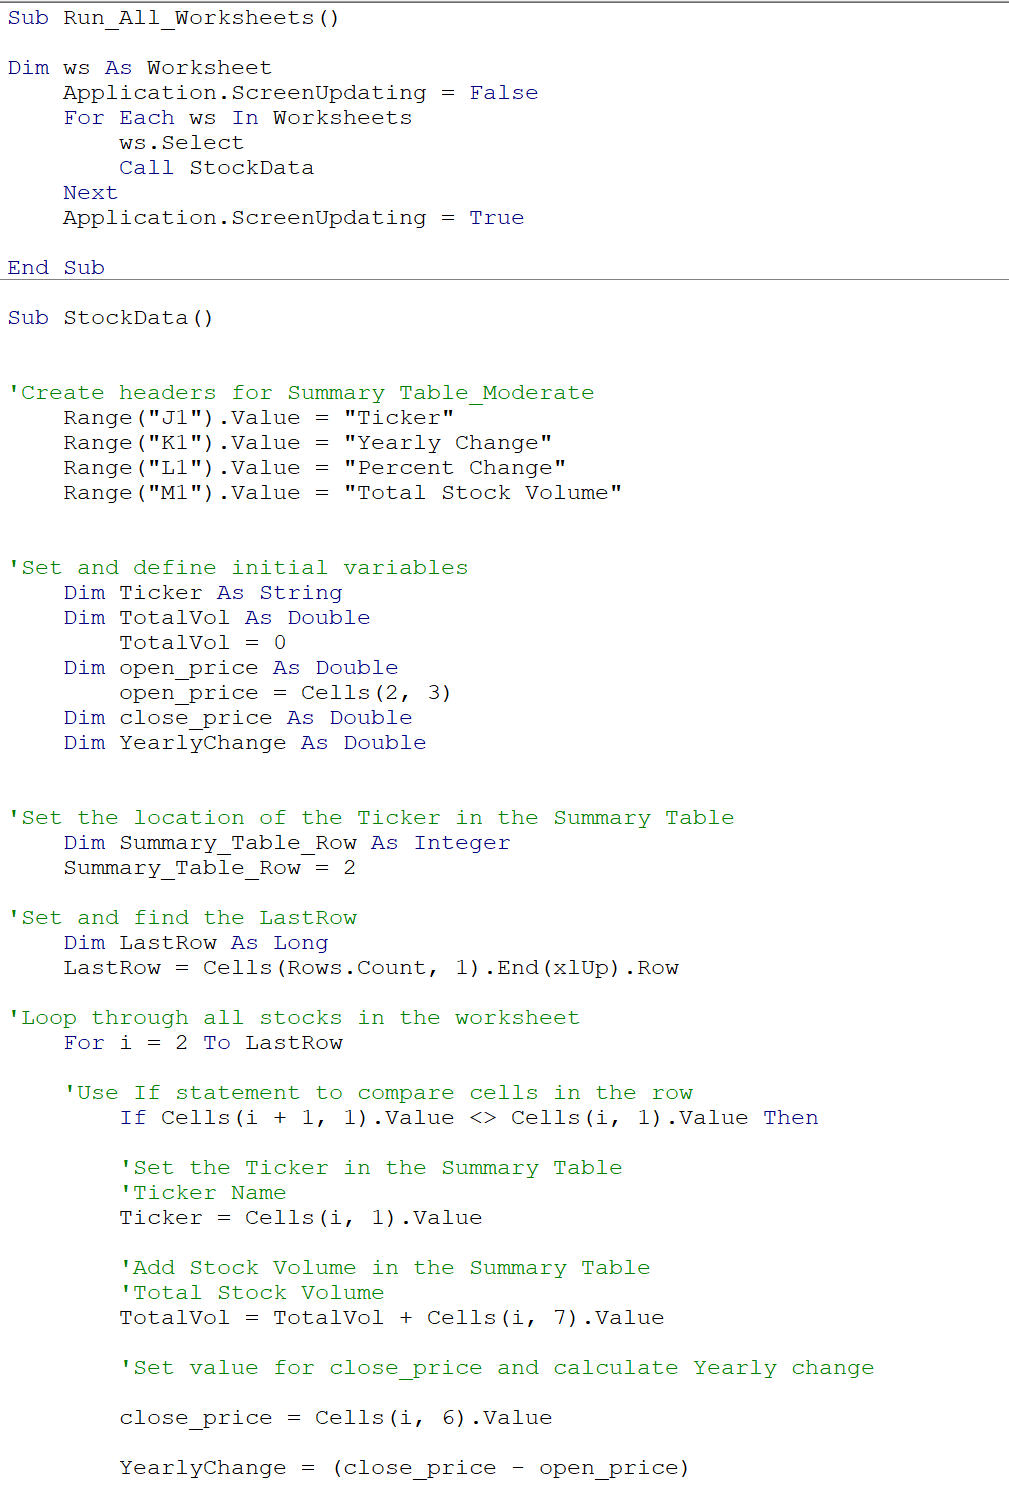 Sub Run_All_Worksheets()
Dim ws As Worksheet
Application.ScreenUpdating = False
For Each ws In Worksheets
ws.Select
Call StockData
Next
Application.ScreenUpdating = True
End Sub
Sub StockData()
'Create headers for Summary Table_Moderate
Range("J1").Value = "Ticker"
Range("K1").Value = "Yearly Change"
Range("L1").Value = "Percent Change"
Range("M1").Value = "Total Stock Volume"
'Set and define initial variables
Dim Ticker As String
Dim TotalVol As Double
TotalVol = 0
Dim open_price As Double
open_price = Cells(2, 3)
Dim close_price As Double
Dim YearlyChange As Double
'Set the location of the Ticker in the Summary Table
Dim Summary_Table_Row As Integer
Summary_Table_Row = 2
'Set and find the LastRow
Dim LastRow As Long
LastRow = Cells(Rows.Count, 1).End(xlUp).Row
'Loop through all stocks in the worksheet
For i = 2 To LastRow
'Use If statement to compare cells in the row
If Cells(i + 1, 1).Value <> Cells(i, 1).Value Then
'Set the Ticker in the Summary Table
'Ticker Name
Ticker = Cells(i, 1).Value
'Add Stock Volume in the Summary Table
'Total Stock Volume
TotalVol = TotalVol + Cells(i, 7).Value
'Set value for close_price and calculate Yearly change
close_price = Cells(i, 6).Value
YearlyChange = (close_price - open_price)